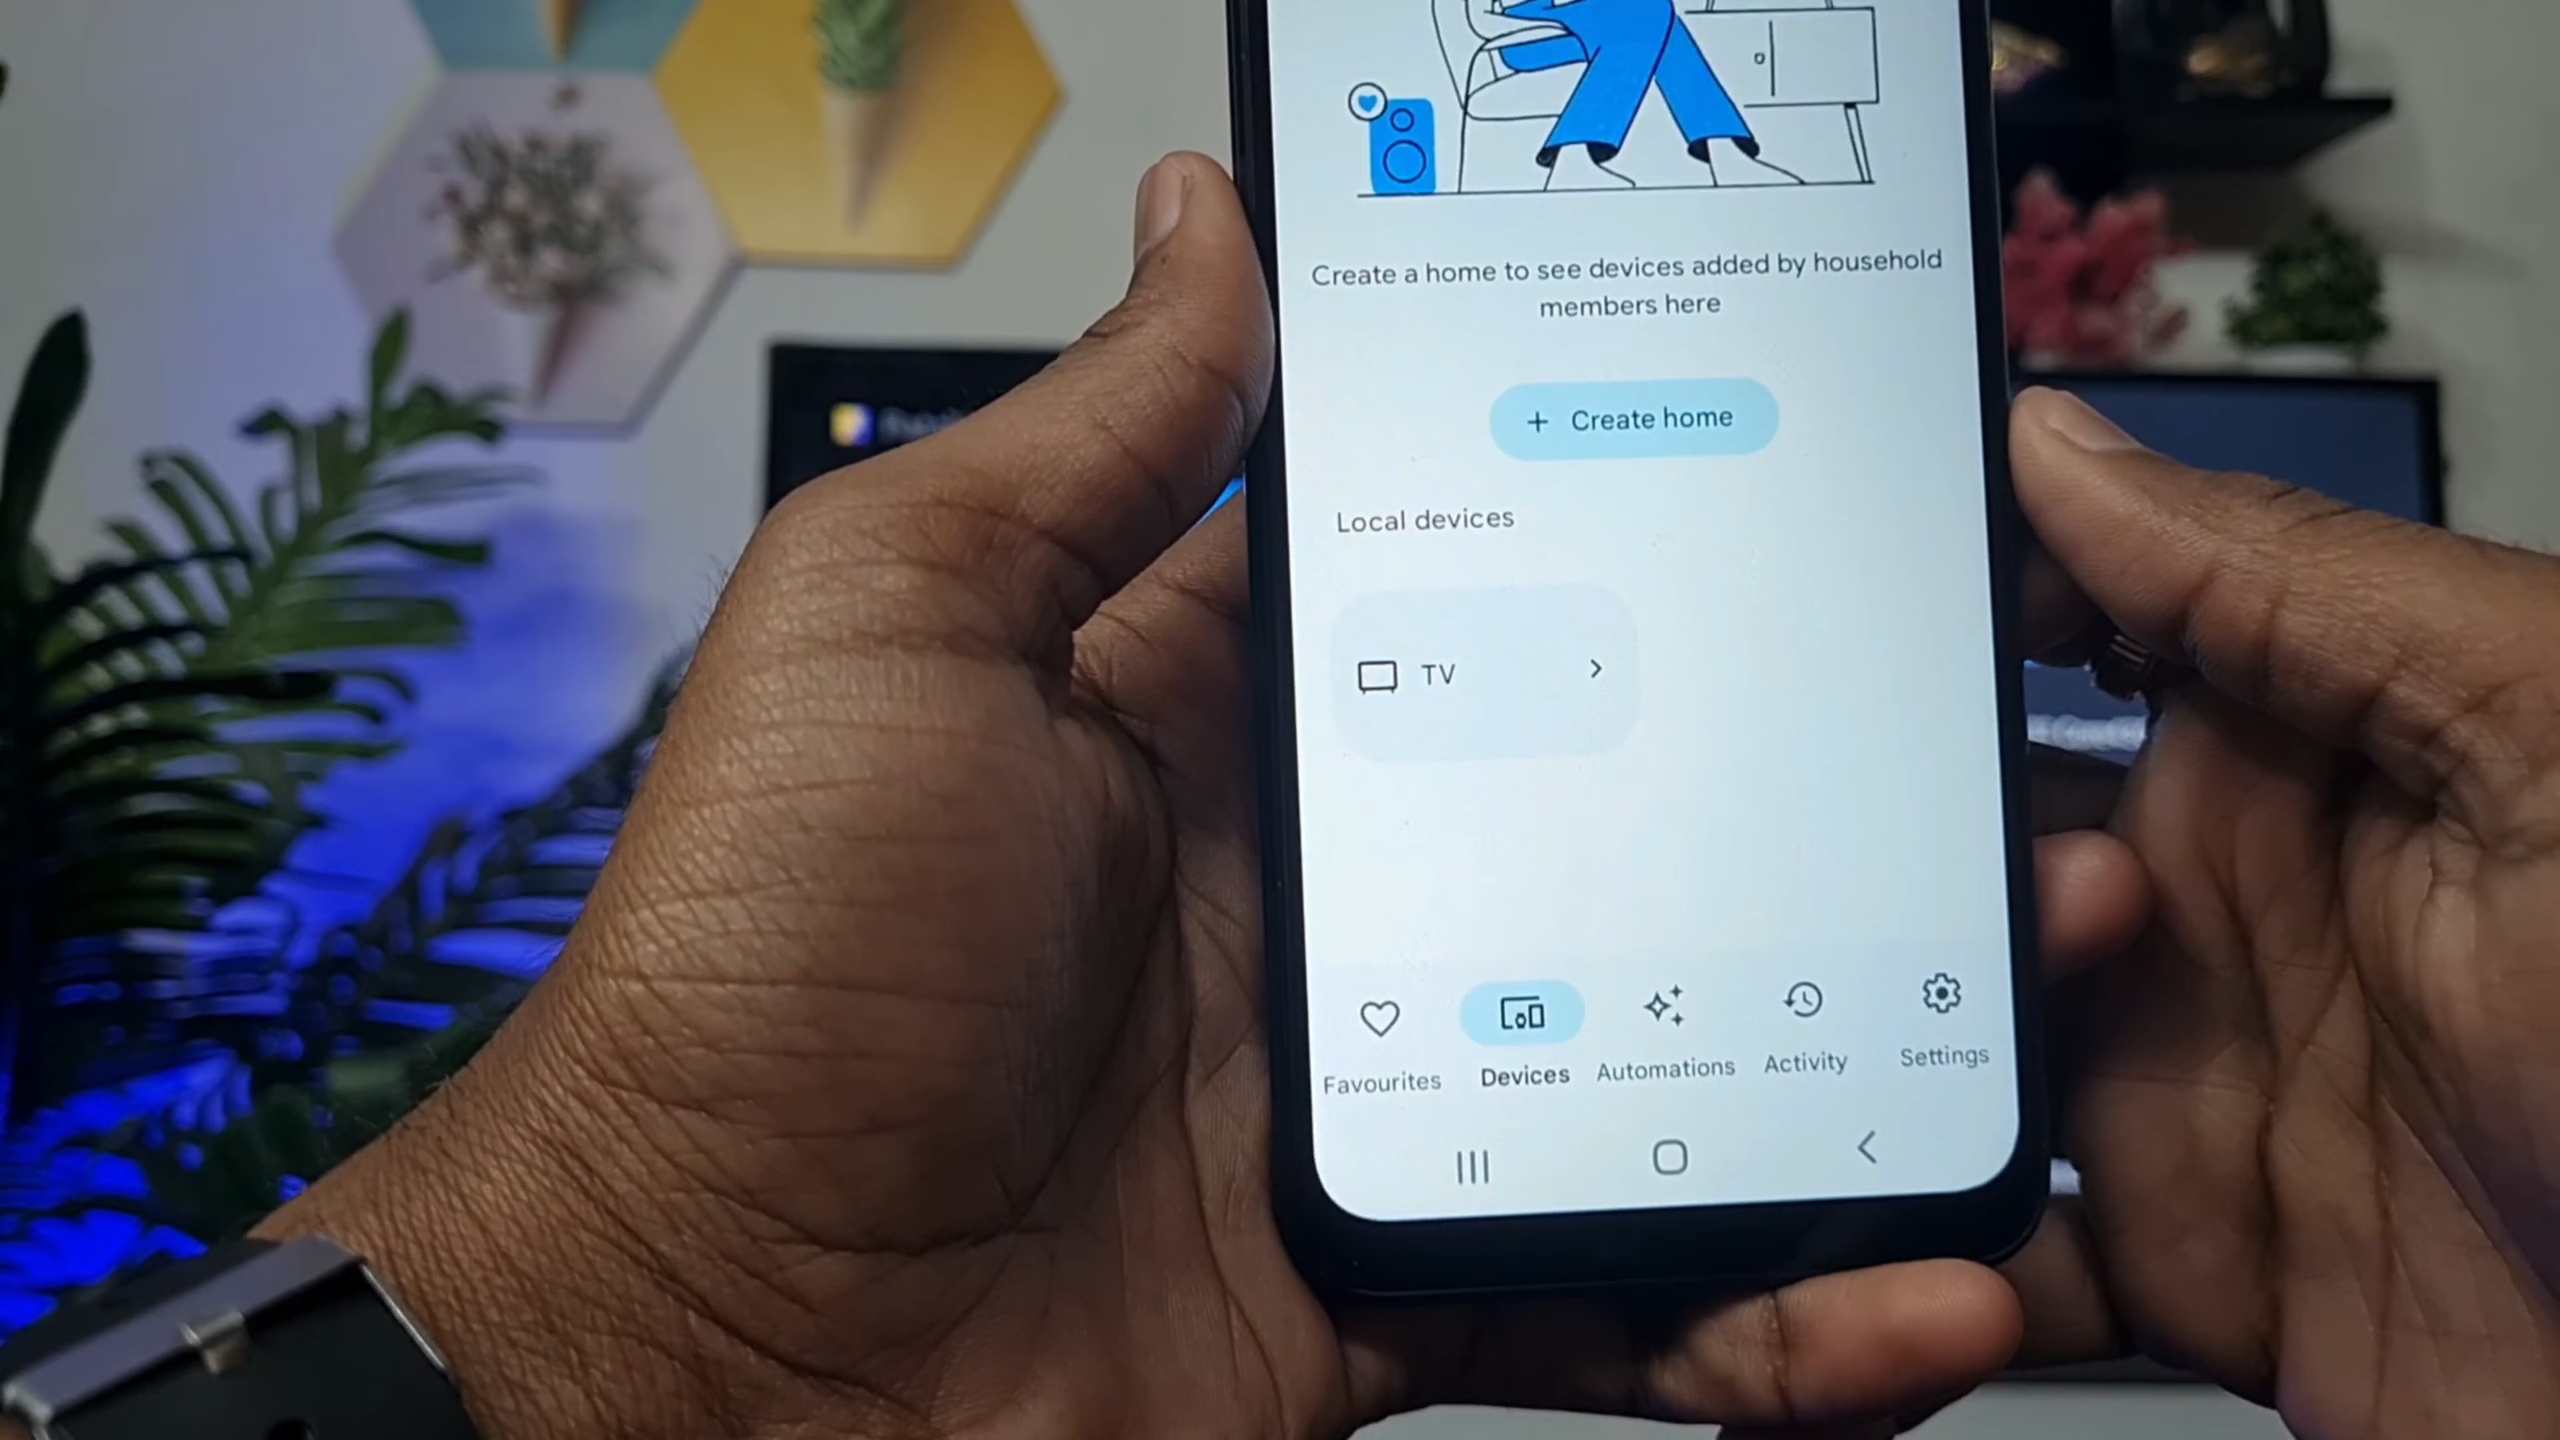 Create a home to see devices added by household
members here
+ Create home
Local devices
TV
Favourites
Devices
Automations
Activity
Settings